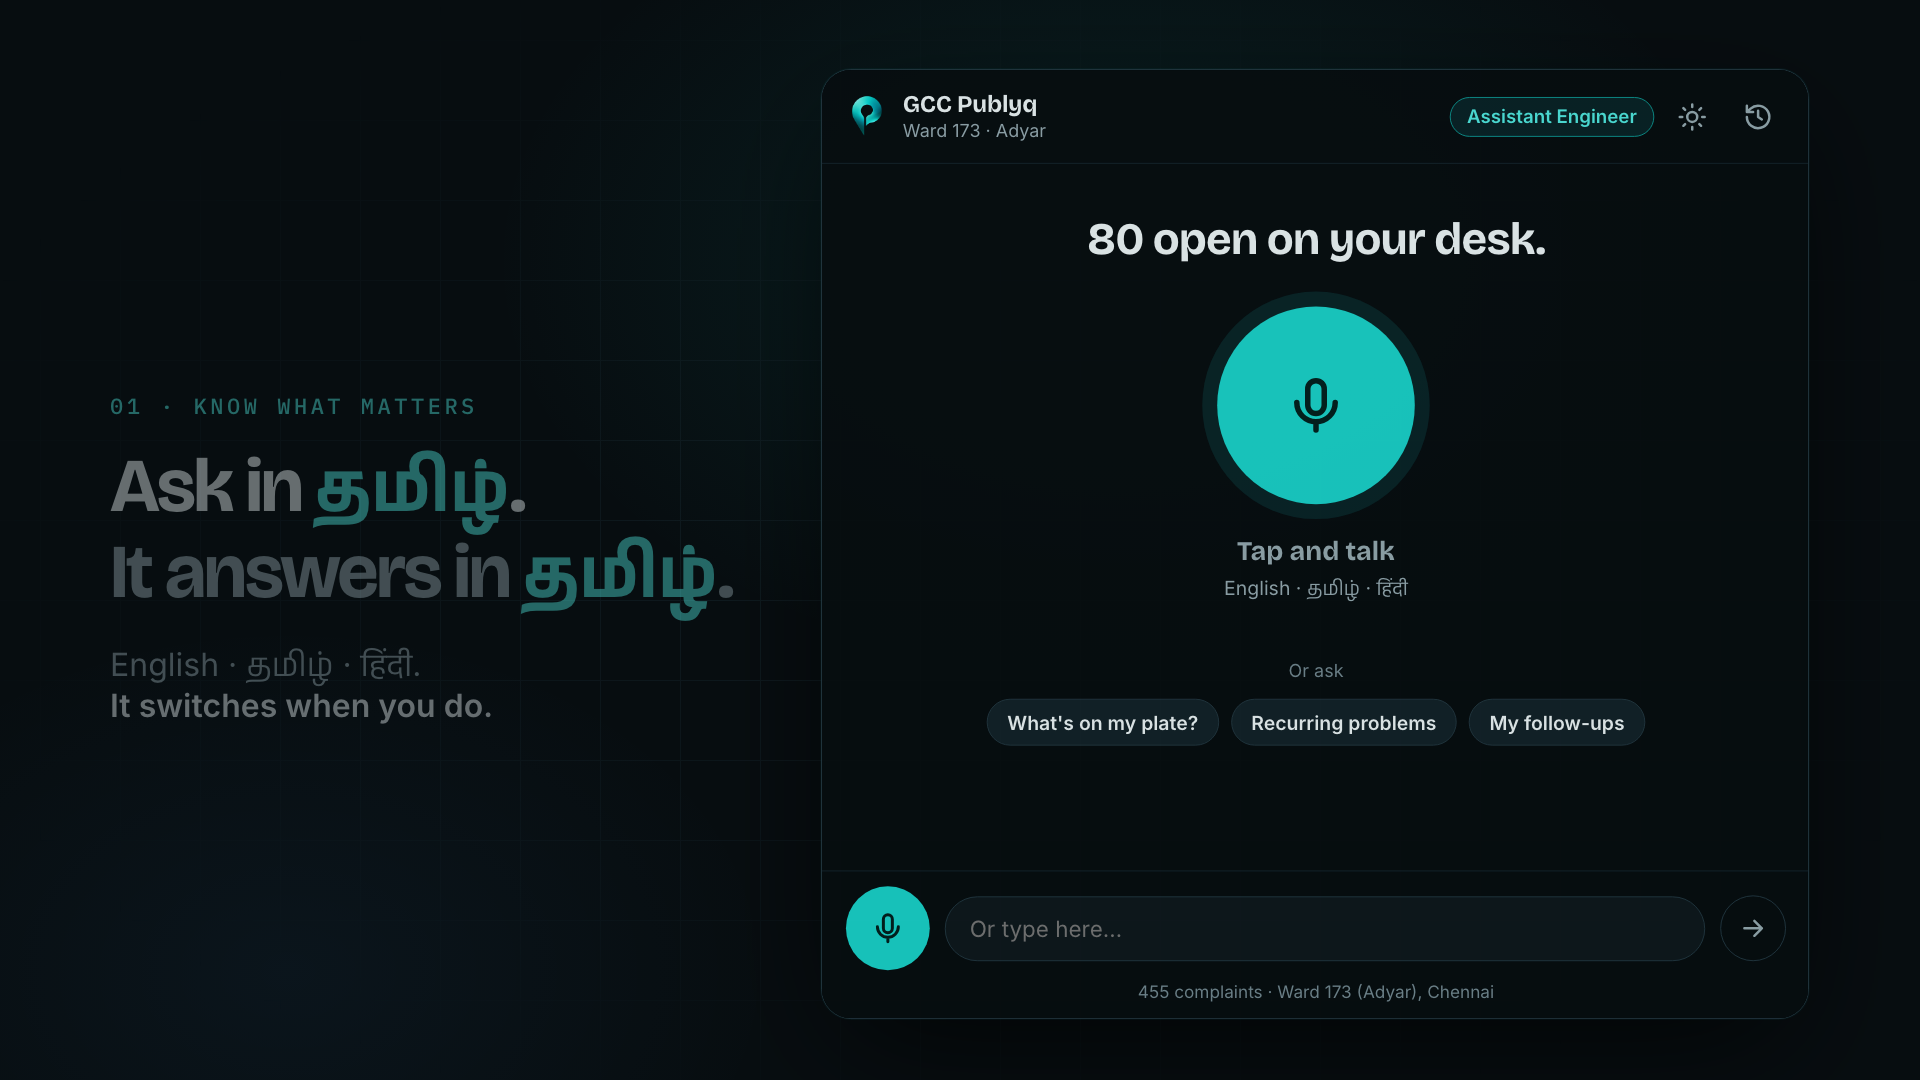 01 · KNOW WHAT MATTERS
Ask in தமிழ்.
It answers in தமிழ்.
English · தமிழ் · हिंदी.
It switches when you do.
GCC Publyq
Ward 173 · Adyar
Assistant Engineer
80 open on your desk.
Tap and talk
English · தமிழ் · हिंदी
Or ask
What's on my plate?
Recurring problems
My follow-ups
Or type here...
455 complaints · Ward 173 (Adyar), Chennai